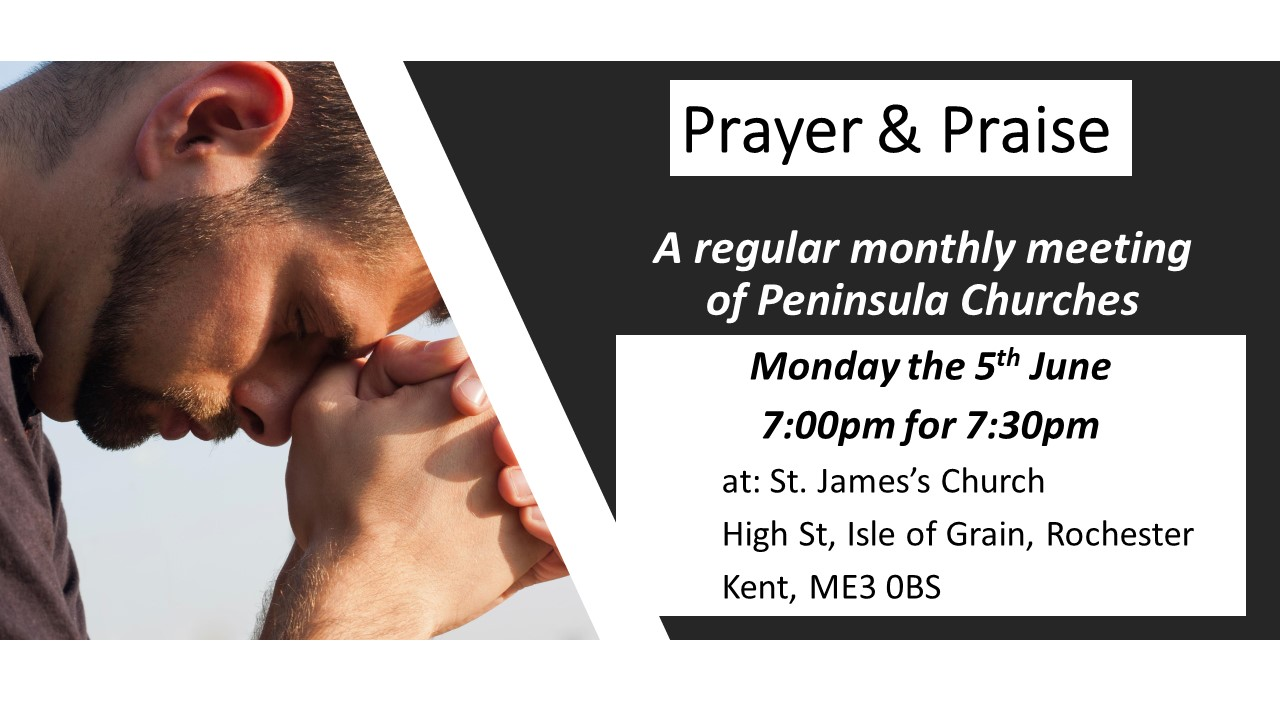 Prayer & Praise
A regular monthly meeting
of Peninsula Churches
Monday the 5th June
7:00pm for 7:30pm
at: St. James’s Church
High St, Isle of Grain, Rochester
Kent, ME3 0BS